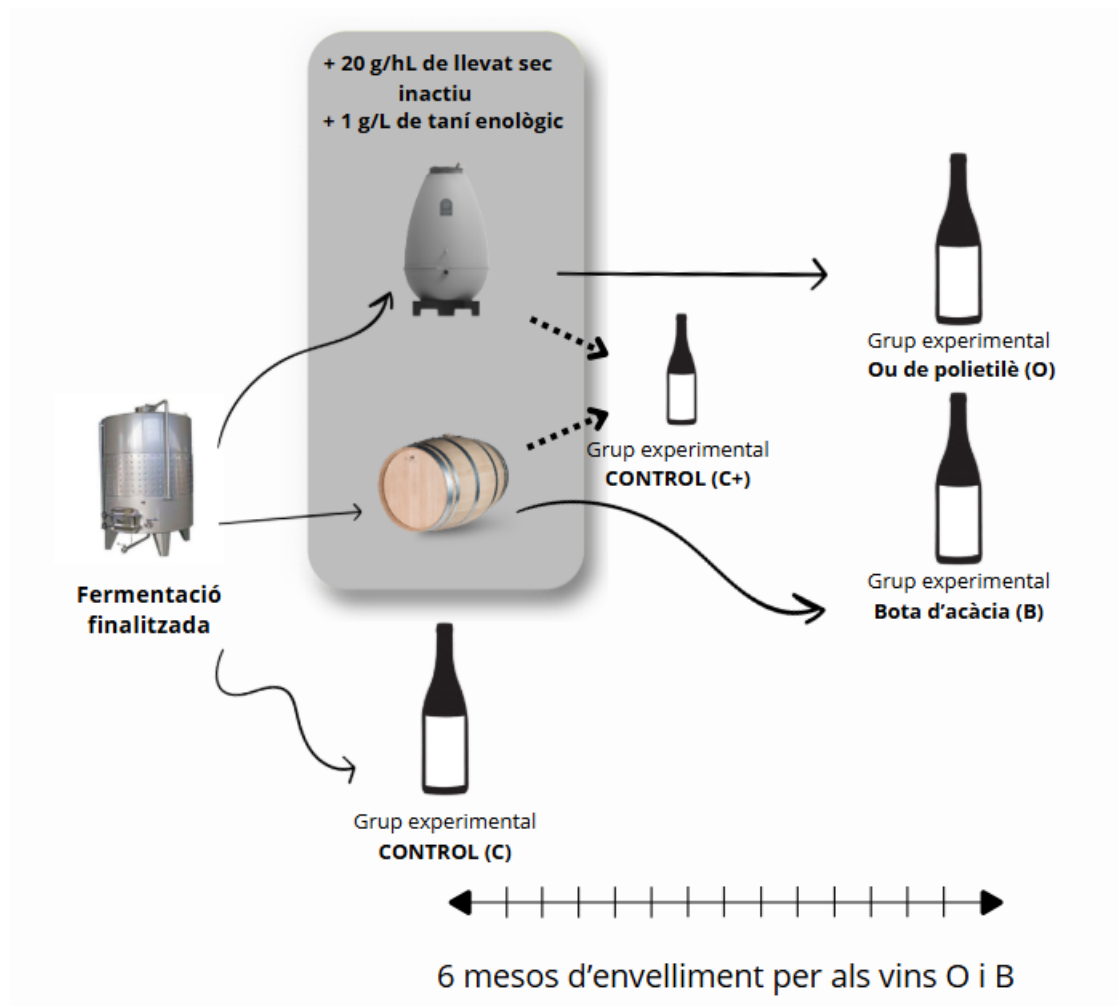 + 20 g/hL de llevat sec
inactiu
+ 1 g/L de taní enològic
Grup experimental
Ou de polietilè (O)
Grup experimental
CONTROL (C+)
Grup experimental
Bota d'acàcia (B)
Fermentació
finalitzada
Grup experimental
CONTROL (C)
6 mesos d'envelliment per als vins O i B